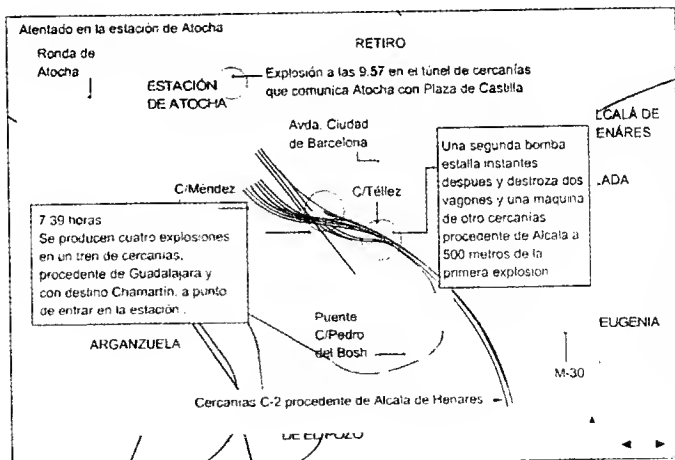 Atentado en la estación de Atocha
Ronda de
Atocha
RETIRO
ESTACIÓN
DE ATOCHA
Explosión a las 9.57 en el túnel de cercanías
que comunica Atocha con Plaza de Castilla
Avda. Ciudad
de Barcelona
LCALÁ DE
ENÁRES
LADA
C/Méndez
C/Téllez
Una segunda bomba
estalla instantes
despues y destroza dos
vagones y una maquina
de otro cercanias
procedente de Alcala a
500 metros de la
primera explosion
7 39 horas
Se producen cuatro explosiones
en un tren de cercanías,
procedente de Guadalajara y
con destino Chamartín, a punto
de entrar en la estación.
ARGANZUELA
Puente
C/Pedro
del Bosh
EUGENIA
M-30
Cercanías C-2 procedente de Alcala de Henares
DE EL POZO